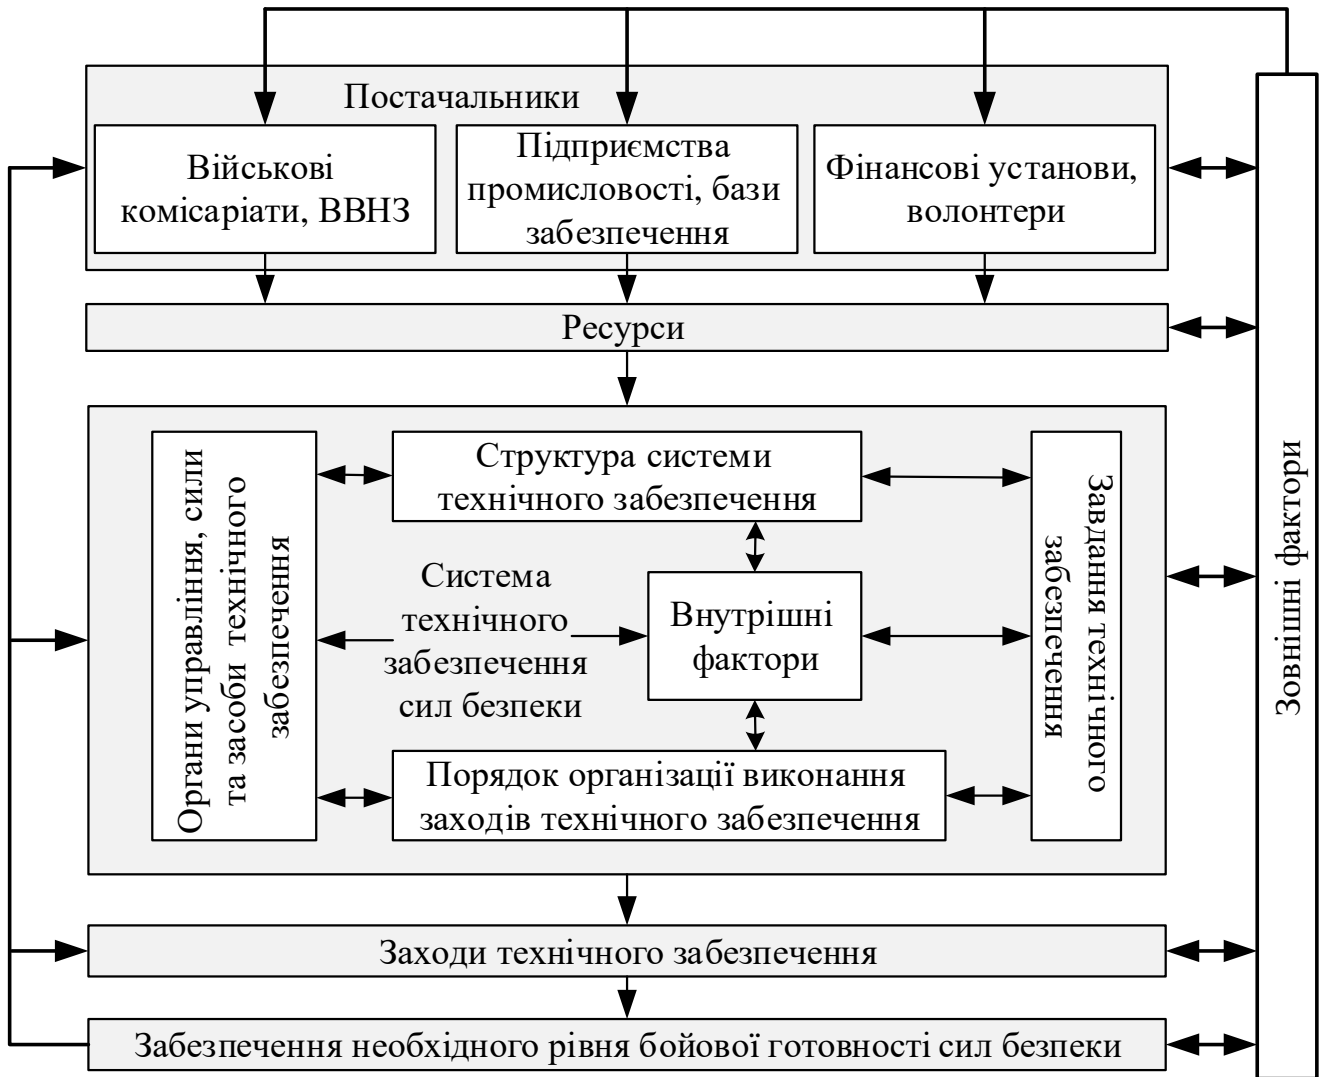 Постачальники
Військові
комісаріати, ВВНЗ
Підприємства
промисловості, бази
забезпечення
Фінансові установи,
волонтери
Ресурси
Органи управління, сили
та засоби технічного
забезпечення
Структура системи
технічного забезпечення
Система
технічного
забезпечення
сил безпеки
Внутрішні
фактори
Порядок організації виконання
заходів технічного забезпечення
Завдання технічного
забезпечення
Зовнішні фактори
Заходи технічного забезпечення
Забезпечення необхідного рівня бойової готовності сил безпеки